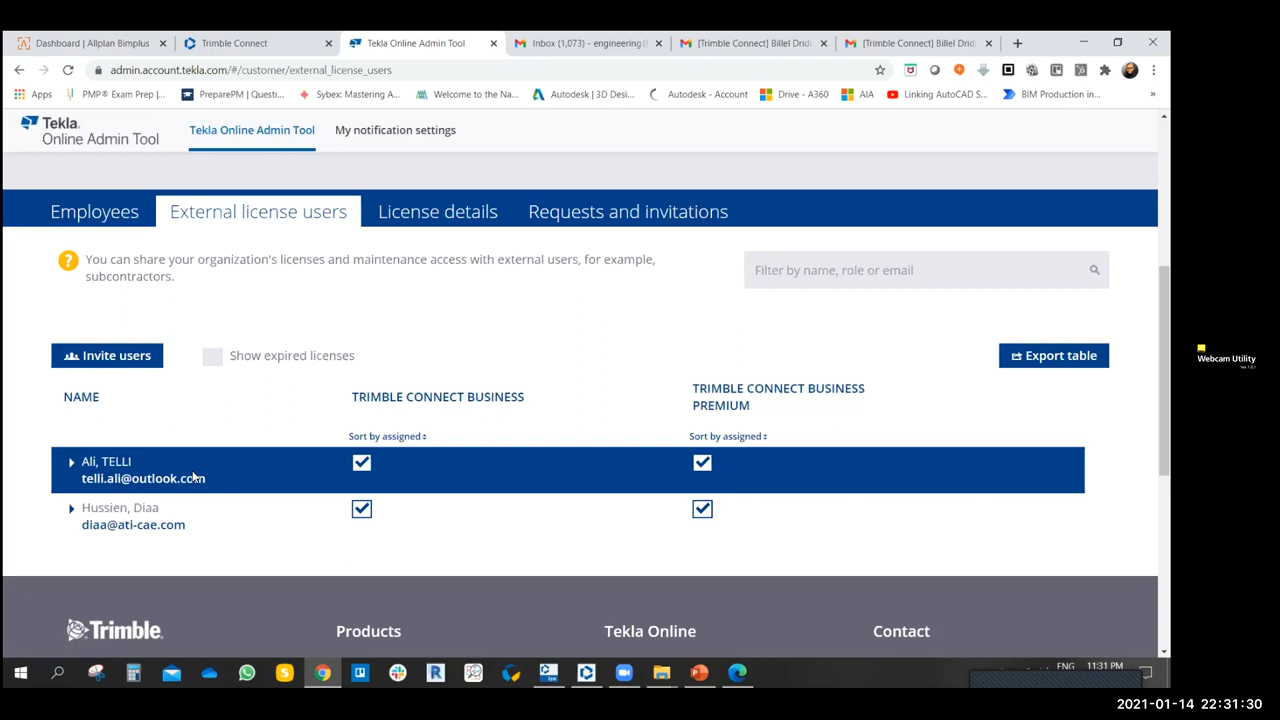 Dashboard | Allplan Bimplus
Trimble Connect
Tekla Online Admin Tool
Inbox (1,073) - engineering
[Trimble Connect] Billel Drid
[Trimble Connect] Billel Drid
admin.account.tekla.com/#/customer/external_license_users
Apps
PMP® Exam Prep |...
PreparePM | Questi...
Sybex: Mastering A...
Welcome to the Na...
Autodesk | 3D Desi...
Autodesk - Account
Drive - A360
AIA
Linking AutoCAD S...
BIM Production in...
Tekla
Online Admin Tool
Tekla Online Admin Tool
My notification settings
Employees
External license users
License details
Requests and invitations
You can share your organization's licenses and maintenance access with external users, for example,
subcontractors.
Filter by name, role or email
Invite users
Show expired licenses
Export table
NAME
TRIMBLE CONNECT BUSINESS
TRIMBLE CONNECT BUSINESS
PREMIUM
Sort by assigned
Sort by assigned
Ali, TELLI
telli.ali@outlook.com
Hussien, Diaa
diaa@ati-cae.com
Trimble
Products
Tekla Online
Contact
ENG
11:31 PM
Webcam Utility
2021-01-14 22:31:30